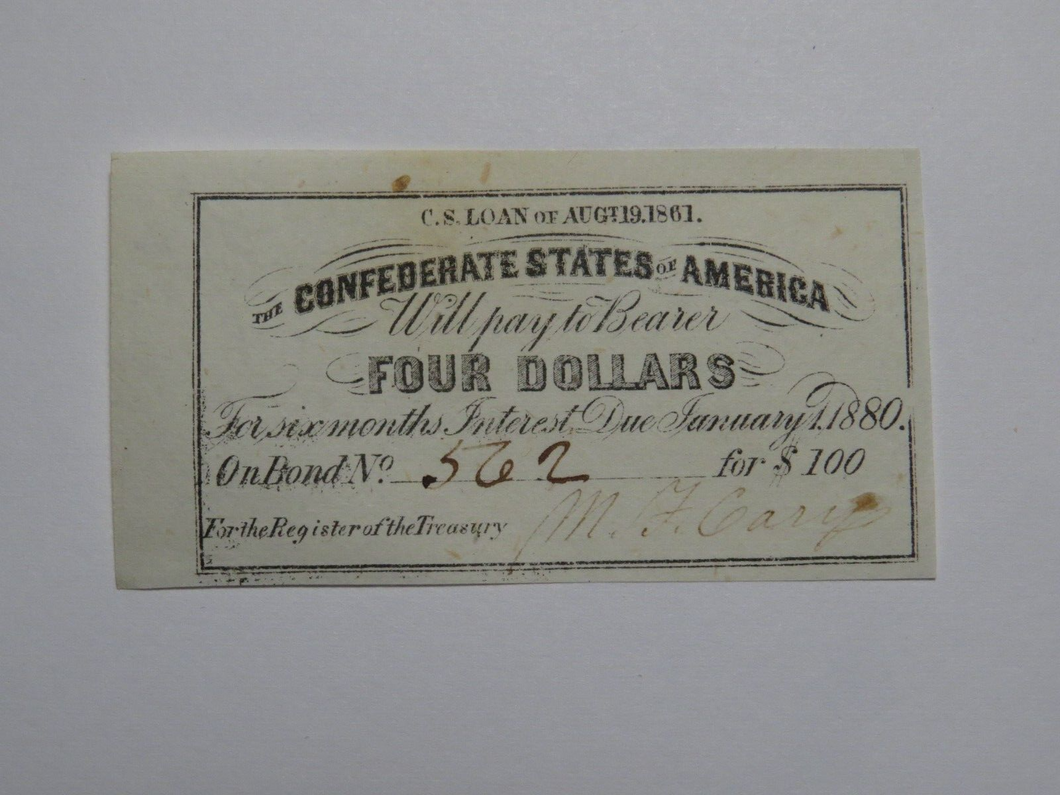 C.S. LOAN OF AUGT. 19. 1861.
THE CONFEDERATE STATES OF AMERICA
Will pay to Bearer
FOUR DOLLARS
For six months Interest Due January 1. 1880.
On Bond No. 562 for $ 100
For the Register of the Treasury M. F. Cary